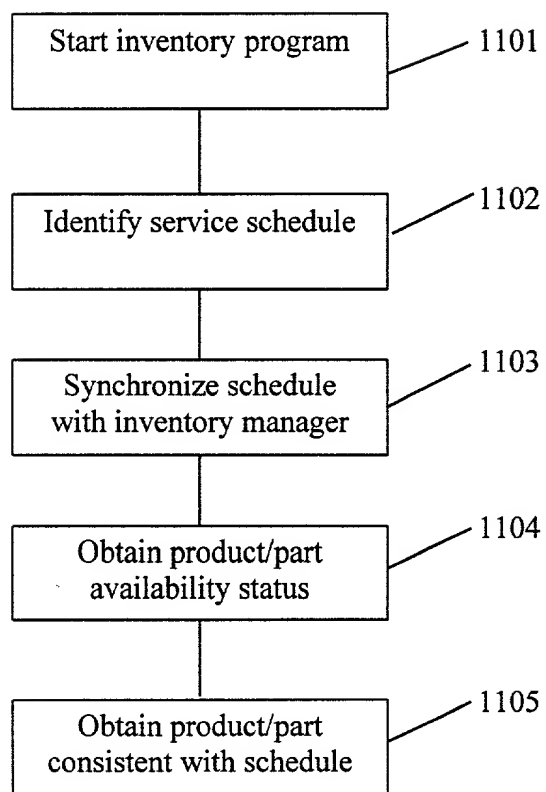 Start inventory program
1101
Identify service schedule
1102
Synchronize schedule
with inventory manager
1103
Obtain product/part
availability status
1104
Obtain product/part
consistent with schedule
1105